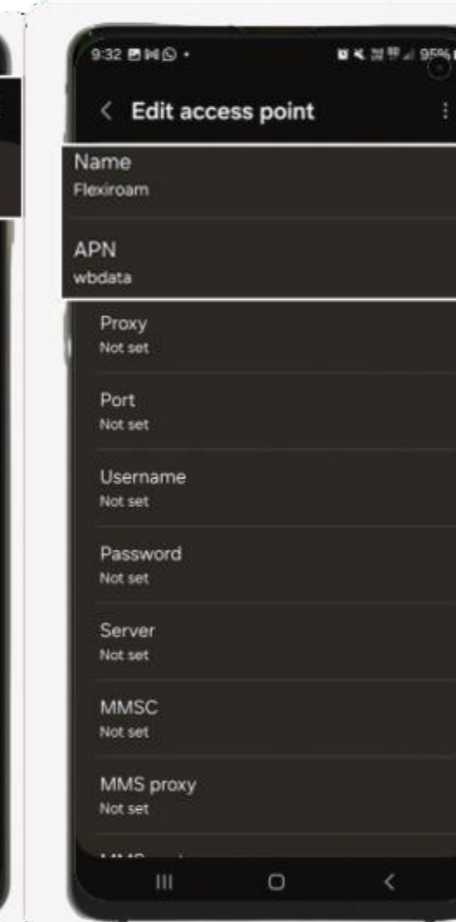 9:32
95%
Edit access point
Name
Flexiroam
APN
wbdata
Proxy
Not set
Port
Not set
Username
Not set
Password
Not set
Server
Not set
MMSC
Not set
MMS proxy
Not set